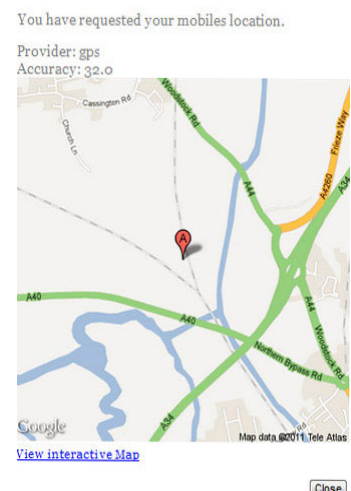 You have requested your mobiles location.
Provider: gps
Accuracy: 32.0
Cassington Rd
Woodstock Rd
Church Ln
Frieze Way
A44
A4260
A34
A
A40
A40
A44
Woodstock Rd
Northern Bypass Rd
A34
Google
Map data ©2011 Tele Atlas
View interactive Map
Close